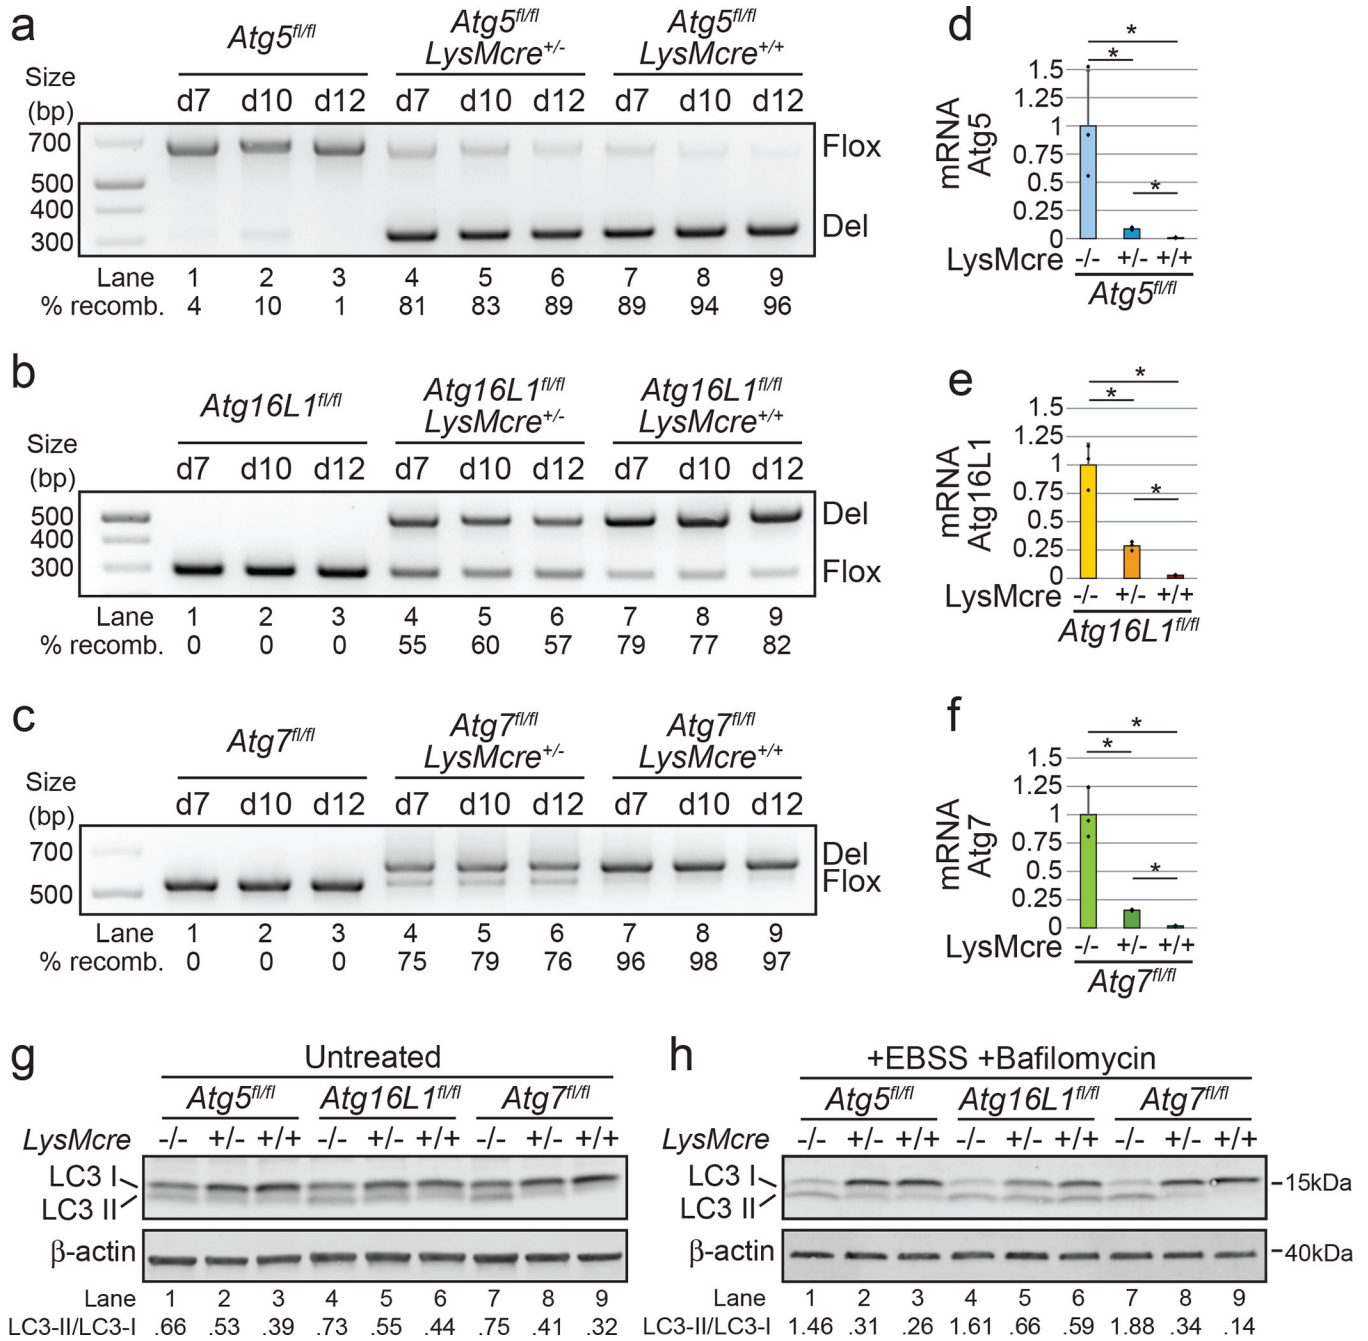 a
Atg5fl/fl
Atg5fl/fl LysMcre+/-
Atg5fl/fl LysMcre+/+
Size (bp)
d7 d10 d12 d7 d10 d12 d7 d10 d12
700
500
400
300
Flox
Del
Lane 1 2 3 4 5 6 7 8 9
% recomb. 4 10 1 81 83 89 89 94 96
d
* * *
mRNA Atg5
1.5
1.25
1
0.75
0.5
0.25
0
LysMcre -/- +/- +/+
Atg5fl/fl
b
Atg16L1fl/fl
Atg16L1fl/fl LysMcre+/-
Atg16L1fl/fl LysMcre+/+
Size (bp)
d7 d10 d12 d7 d10 d12 d7 d10 d12
500
400
300
Del
Flox
Lane 1 2 3 4 5 6 7 8 9
% recomb. 0 0 0 55 60 57 79 77 82
e
* * *
mRNA Atg16L1
1.5
1.25
1
0.75
0.5
0.25
0
LysMcre -/- +/- +/+
Atg16L1fl/fl
c
Atg7fl/fl
Atg7fl/fl LysMcre+/-
Atg7fl/fl LysMcre+/+
Size (bp)
d7 d10 d12 d7 d10 d12 d7 d10 d12
700
500
Del
Flox
Lane 1 2 3 4 5 6 7 8 9
% recomb. 0 0 0 75 79 76 96 98 97
f
* * *
mRNA Atg7
1.5
1.25
1
0.75
0.5
0.25
0
LysMcre -/- +/- +/+
Atg7fl/fl
g
Untreated
Atg5fl/fl Atg16L1fl/fl Atg7fl/fl
LysMcre -/- +/- +/+ -/- +/- +/+ -/- +/- +/+
LC3 I
LC3 II
β-actin
Lane 1 2 3 4 5 6 7 8 9
LC3-II/LC3-I .66 .53 .39 .73 .55 .44 .75 .41 .32
h
+EBSS +Bafilomycin
Atg5fl/fl Atg16L1fl/fl Atg7fl/fl
LysMcre -/- +/- +/+ -/- +/- +/+ -/- +/- +/+
LC3 I
LC3 II
-15kDa
β-actin
-40kDa
Lane 1 2 3 4 5 6 7 8 9
LC3-II/LC3-I 1.46 .31 .26 1.61 .66 .59 1.88 .34 .14